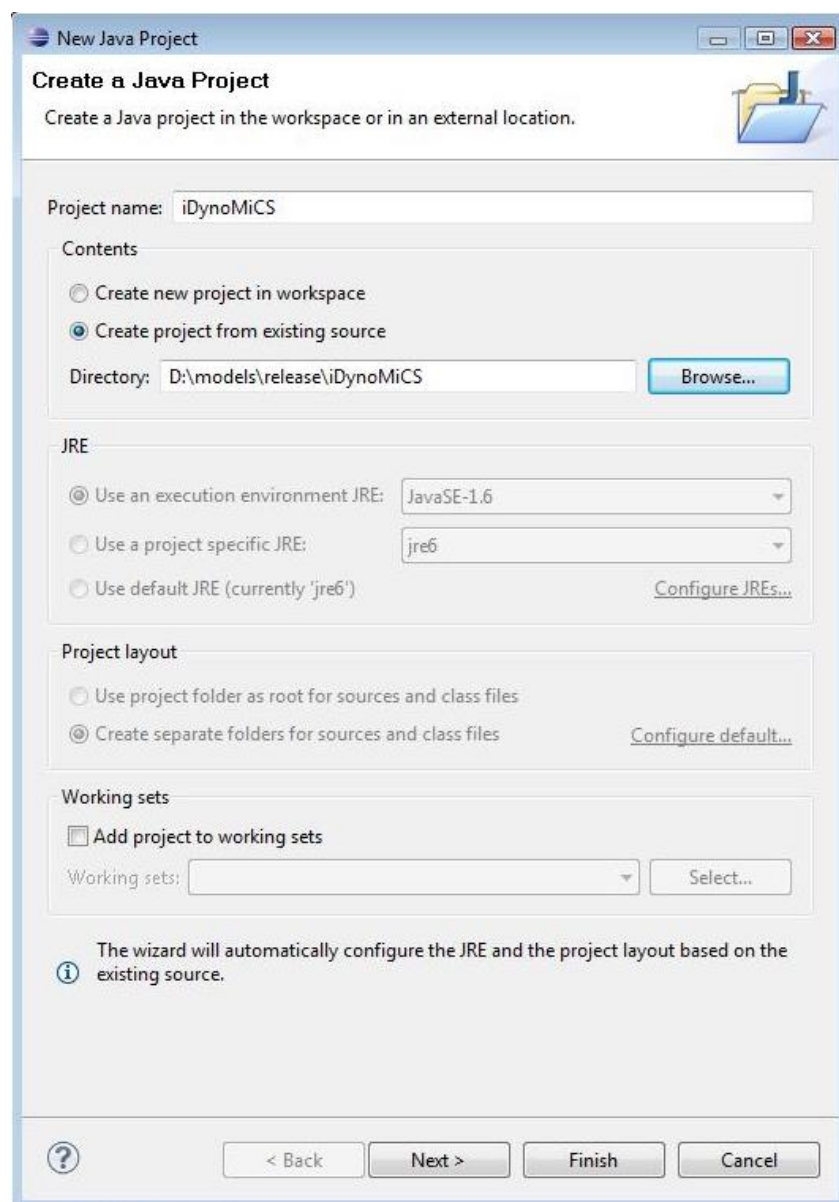 New Java Project
Create a Java Project
Create a Java project in the workspace or in an external location.
Project name: iDynoMiCS
Contents
Create new project in workspace
Create project from existing source
Directory: D:\models\release\iDynoMiCS Browse...
JRE
Use an execution environment JRE: JavaSE-1.6
Use a project specific JRE: jre6
Use default JRE (currently 'jre6') Configure JREs...
Project layout
Use project folder as root for sources and class files
Create separate folders for sources and class files Configure default...
Working sets
Add project to working sets
Working sets: Select...
The wizard will automatically configure the JRE and the project layout based on the
existing source.
? < Back Next > Finish Cancel